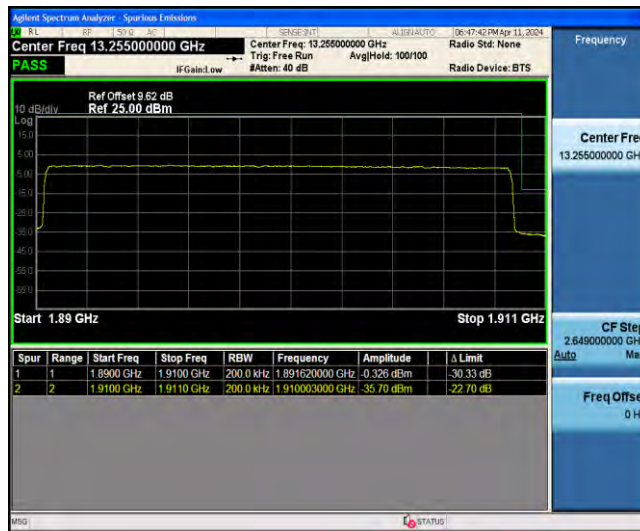 Agilent Spectrum Analyzer - Spurious Emissions
RL RF 50 Ω AC SENSE:INT ALIGNAUTO 06:47:42 PM Apr 11, 2024
Center Freq 13.255000000 GHz Center Freq: 13.255000000 GHz Radio Std: None Frequency
Trig: Free Run Avg|Hold: 100/100
PASS IFGain:Low #Atten: 40 dB Radio Device: BTS
Ref Offset 9.62 dB
10 dB/div Ref 25.00 dBm
Log
15.0
5.00
-5.00
-15.0
-25.0
-35.0
-45.0
-55.0
-65.0
Center Fre
13.255000000 GH
Start 1.89 GHz Stop 1.911 GHz
CF Step
2.649000000 GH
Auto Ma
Spur Range Start Freq Stop Freq RBW Frequency Amplitude Δ Limit
1 1 1.8900 GHz 1.9100 GHz 200.0 kHz 1.891620000 GHz -0.326 dBm -30.33 dB
2 2 1.9100 GHz 1.9110 GHz 200.0 kHz 1.910003000 GHz -35.70 dBm -22.70 dB
Freq Offse
0 H
MSG STATUS